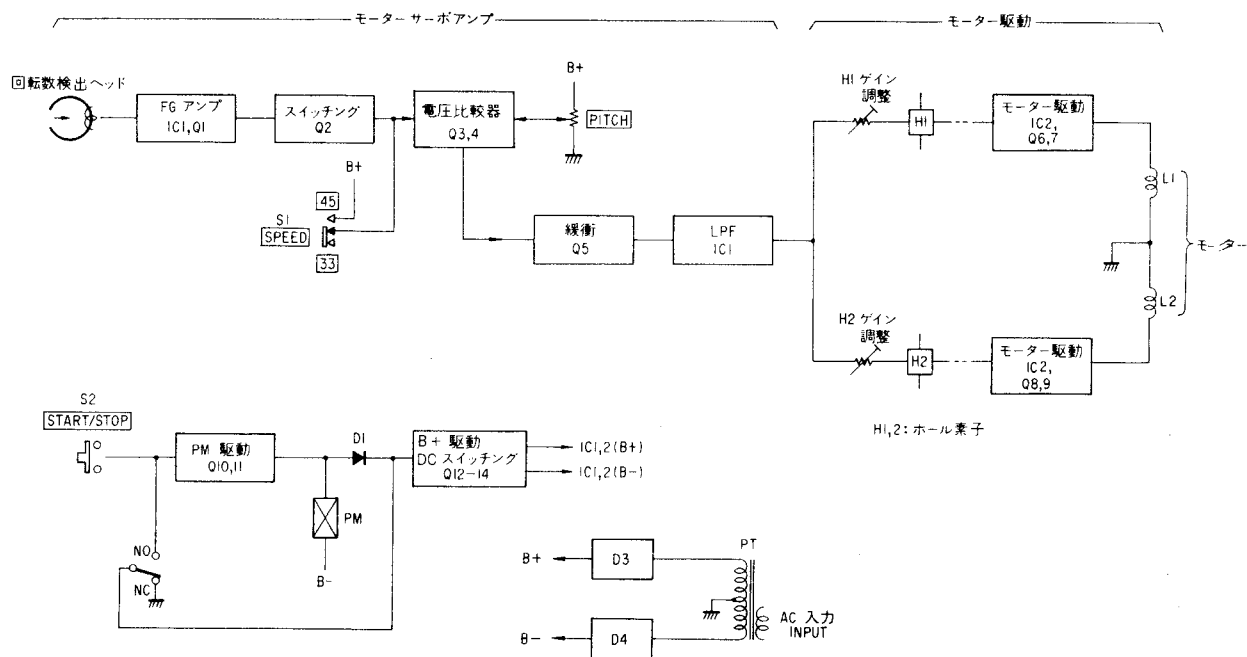 モーターサーボアンプ
モーター駆動
回転数検出ヘッド
FG アンプ
IC1,Q1
スイッチング
Q2
電圧比較器
Q3,4
B+
PITCH
H1 ゲイン
調整
H1
モーター駆動
IC2,
Q6,7
L1
モーター
L2
B+
45
S1
SPEED
33
緩衝
Q5
LPF
IC1
H2 ゲイン
調整
H2
モーター駆動
IC2,
Q8,9
H1,2:ホール素子
S2
START/STOP
PM 駆動
Q10,11
D1
B+ 駆動
DC スイッチング
Q12-14
IC1,2(B+)
IC1,2(B-)
PM
B-
NO
NC
B+
D3
PT
B-
D4
AC 入力
INPUT